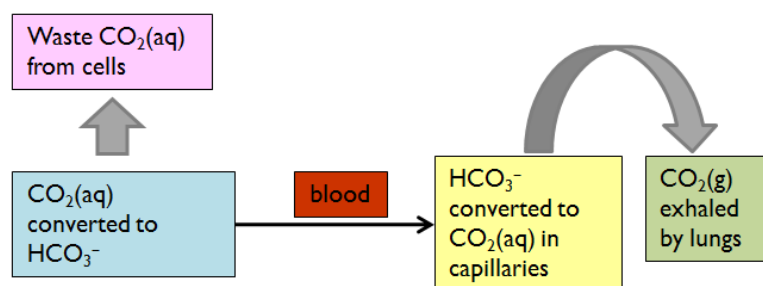 Waste CO₂(aq)
from cells
CO₂(aq)
converted to
HCO₃⁻
blood
HCO₃⁻
converted to
CO₂(aq) in
capillaries
CO₂(g)
exhaled
by lungs